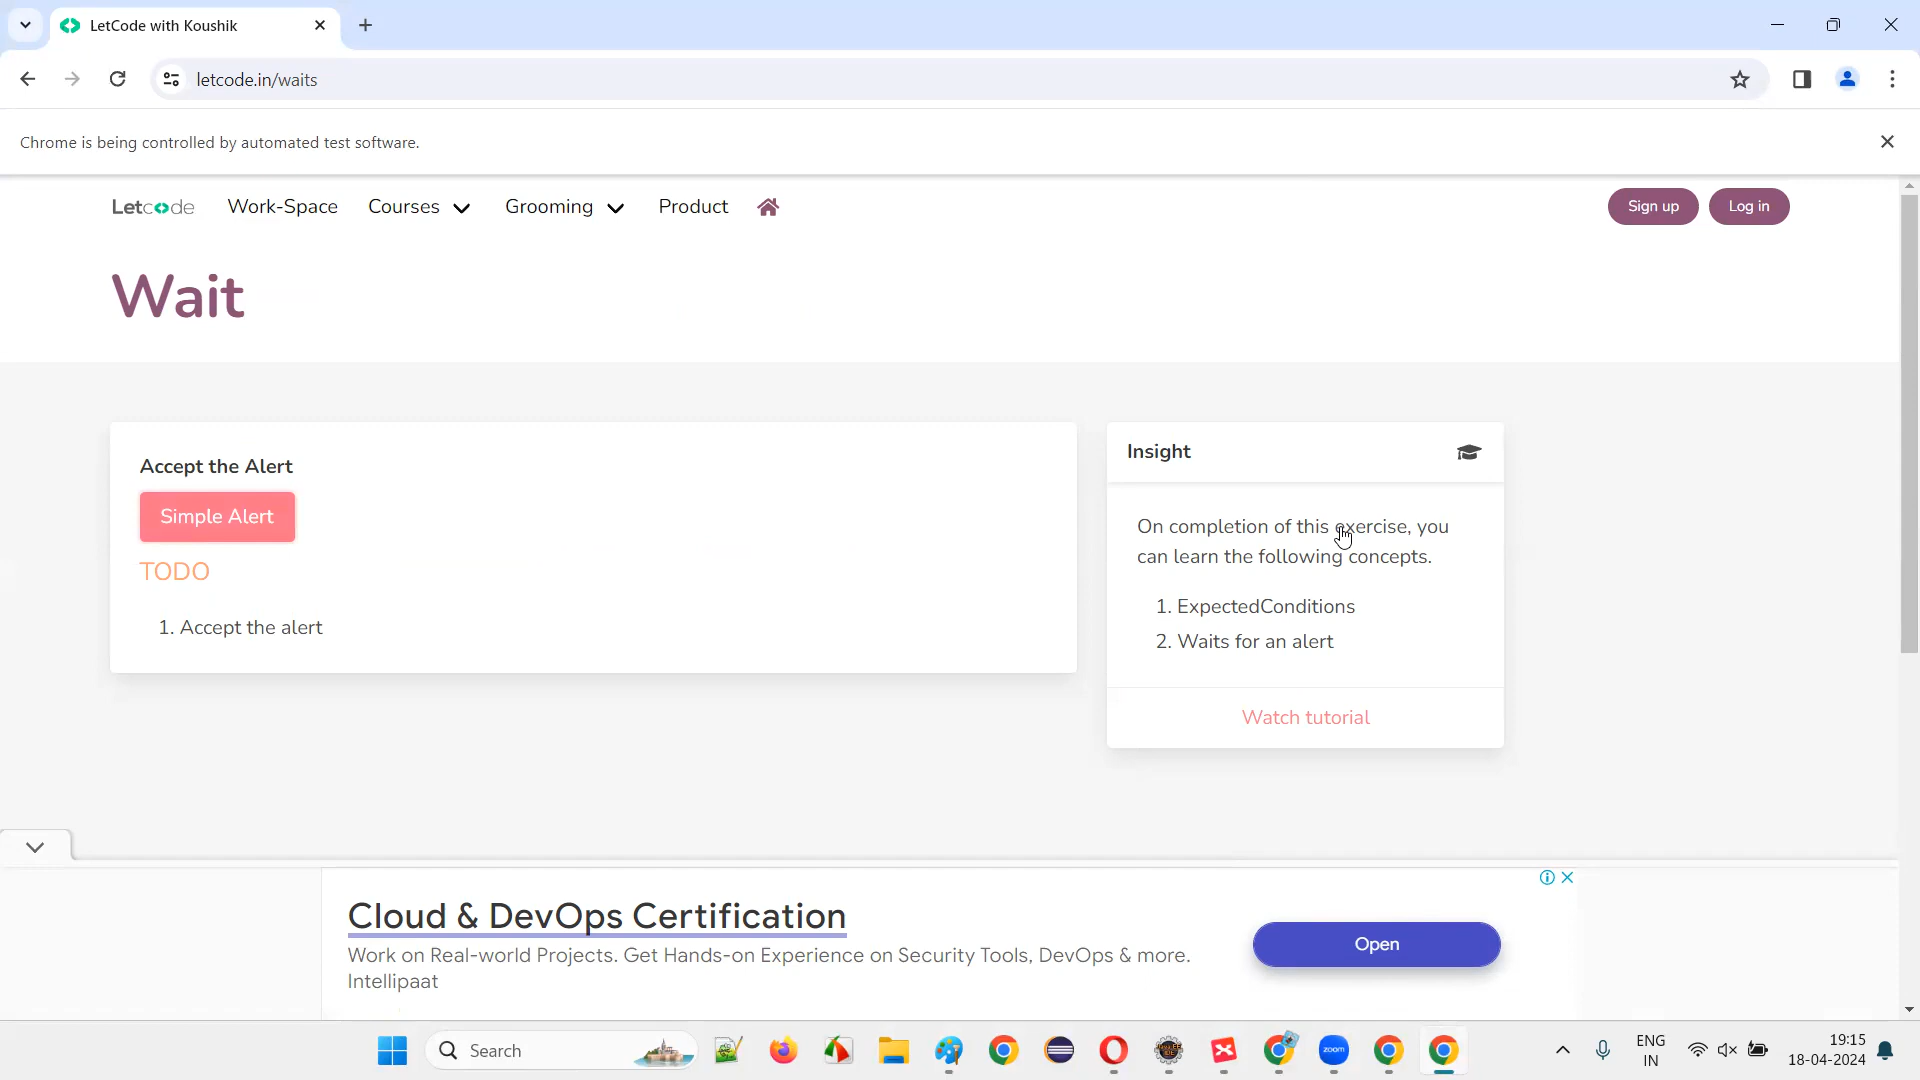 LetCode with Koushik
letcode.in/waits
Chrome is being controlled by automated test software.
Letcode Work-Space Courses Grooming Product Sign up Log in
Wait
Accept the Alert
Simple Alert
TODO
1. Accept the alert
Insight
On completion of this exercise, you
can learn the following concepts.
1. ExpectedConditions
2. Waits for an alert
Watch tutorial
Cloud & DevOps Certification
Work on Real-world Projects. Get Hands-on Experience on Security Tools, DevOps & more.
Intellipaat
Open
Search
zoom
ENG
IN
19:15
18-04-2024